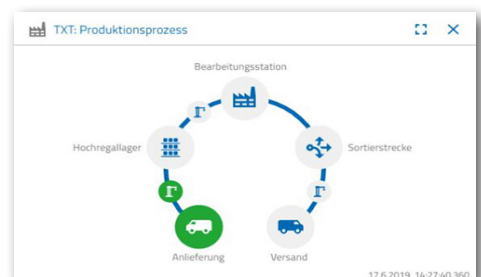 TXT: Produktionsprozess
Bearbeitungsstation
Hochregallager
Sortierstrecke
Anlieferung
Versand
17.6.2019, 14:27:40.360